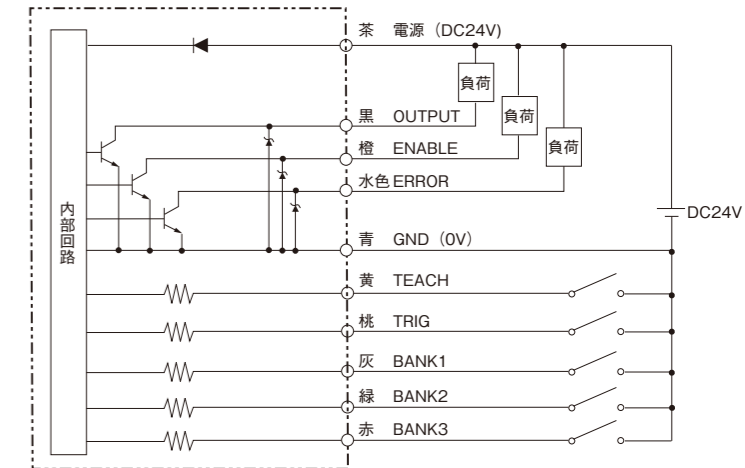 茶 電源（DC24V)
負荷
負荷
負荷
黒 OUTPUT
橙 ENABLE
水色 ERROR
DC24V
内部回路
青 GND（0V）
黄 TEACH
桃 TRIG
灰 BANK1
緑 BANK2
赤 BANK3